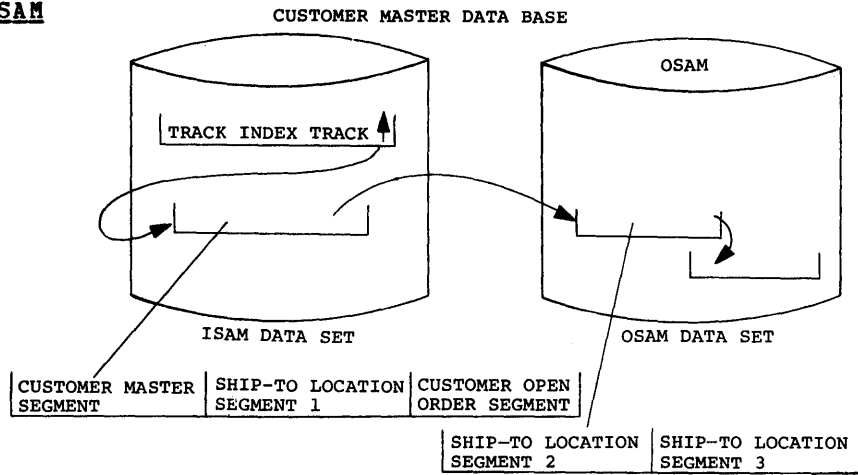 SAM
CUSTOMER MASTER DATA BASE
OSAM
TRACK INDEX TRACK
ISAM DATA SET
OSAM DATA SET
CUSTOMER MASTER
SEGMENT
SHIP-TO LOCATION
SEGMENT 1
CUSTOMER OPEN
ORDER SEGMENT
SHIP-TO LOCATION
SEGMENT 2
SHIP-TO LOCATION
SEGMENT 3